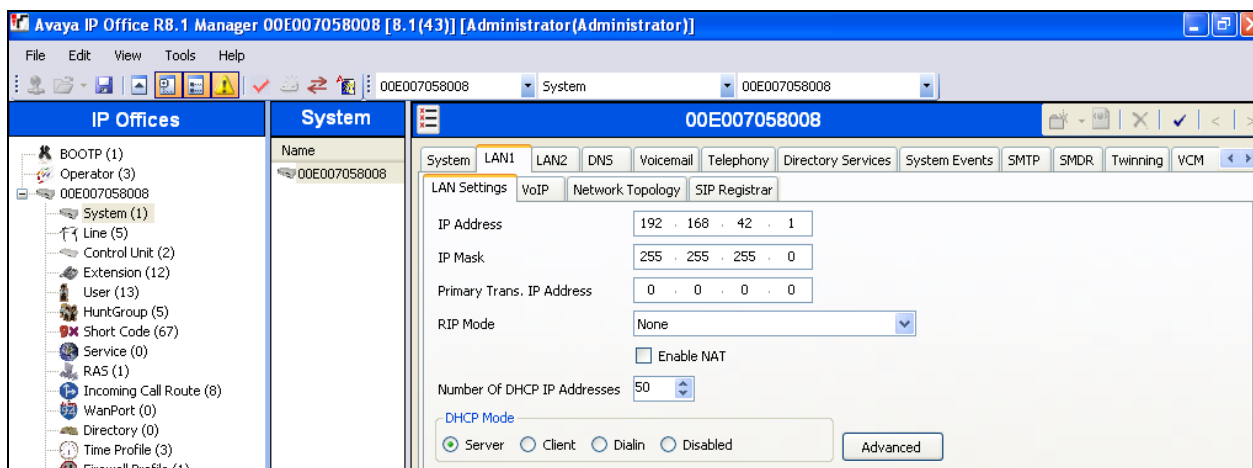 Avaya IP Office R8.1 Manager 00E007058008 [8.1(43)] [Administrator(Administrator)]
File Edit View Tools Help
00E007058008 System 00E007058008
IP Offices
BOOTP (1)
Operator (3)
00E007058008
System (1)
Line (5)
Control Unit (2)
Extension (12)
User (13)
HuntGroup (5)
Short Code (67)
Service (0)
RAS (1)
Incoming Call Route (8)
WanPort (0)
Directory (0)
Time Profile (3)
Firewall Profile (1)
System
Name
00E007058008
00E007058008
System LAN1 LAN2 DNS Voicemail Telephony Directory Services System Events SMTP SMDR Twinning VCM
LAN Settings VoIP Network Topology SIP Registrar
IP Address 192 . 168 . 42 . 1
IP Mask 255 . 255 . 255 . 0
Primary Trans. IP Address 0 . 0 . 0 . 0
RIP Mode None
Enable NAT
Number Of DHCP IP Addresses 50
DHCP Mode
Server Client Dialin Disabled Advanced